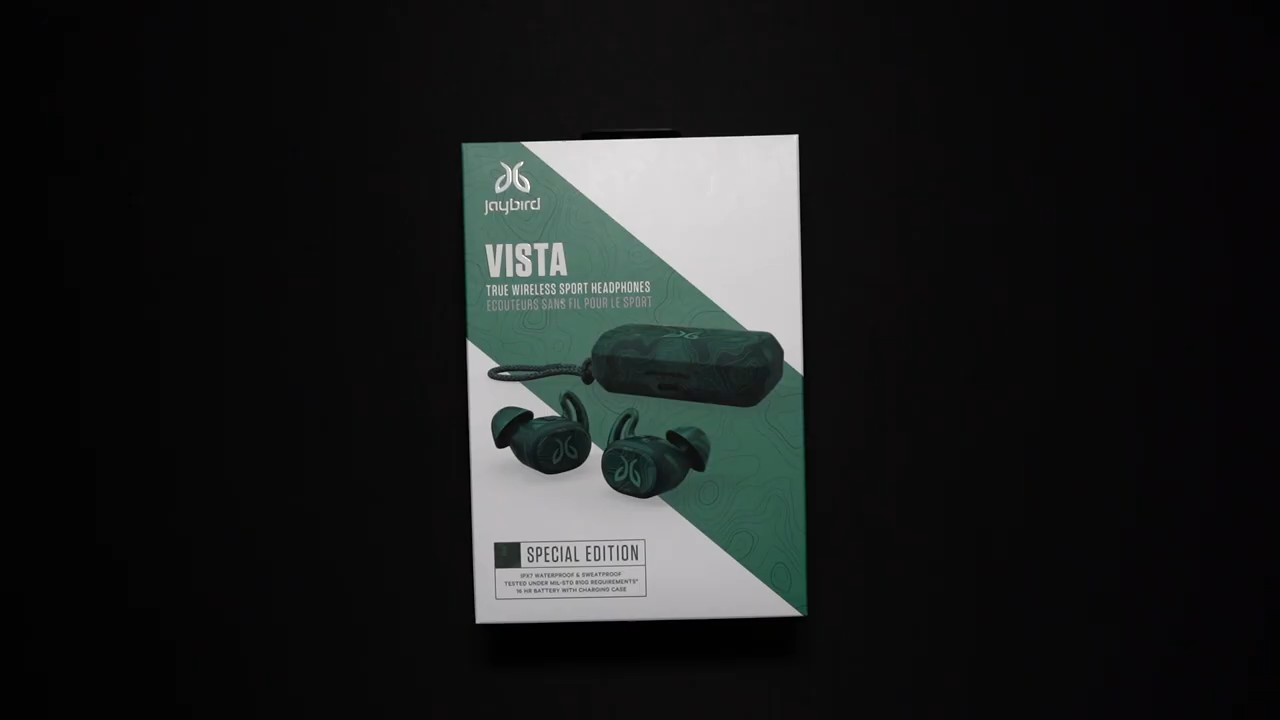 jaybird
VISTA
TRUE WIRELESS SPORT HEADPHONES
ÉCOUTEURS SANS FIL POUR LE SPORT
SPECIAL EDITION
IPX7 WATERPROOF & SWEATPROOF
TESTED UNDER MIL-STD 810G REQUIREMENTS*
16 HR BATTERY WITH CHARGING CASE